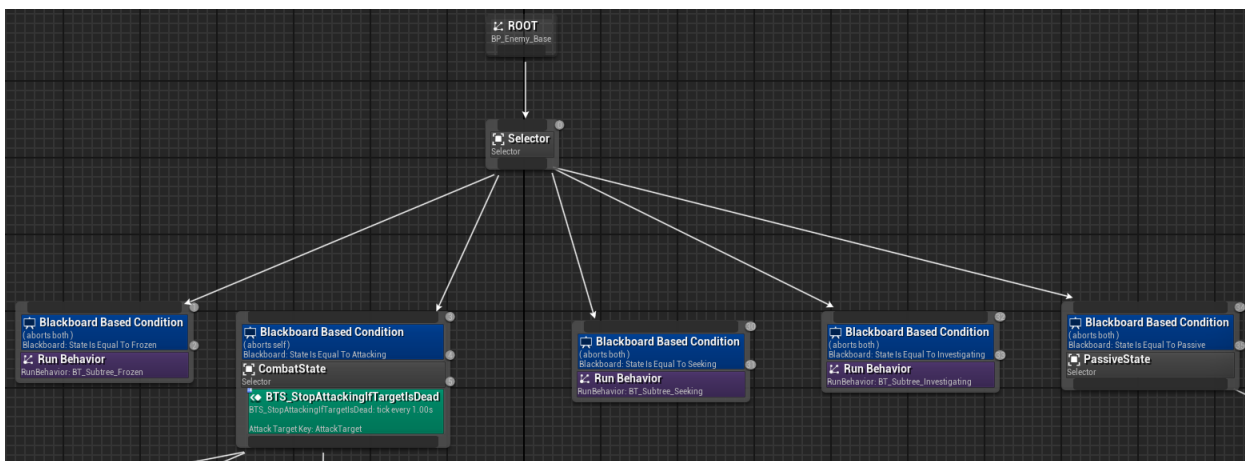 ROOT
BP_Enemy_Base
Selector
Selector
Blackboard Based Condition
( aborts both )
Blackboard: State Is Equal To Frozen
Run Behavior
RunBehavior: BT_Subtree_Frozen
Blackboard Based Condition
( aborts self )
Blackboard: State Is Equal To Attacking
CombatState
Selector
BTS_StopAttackingIfTargetIsDead
BTS_StopAttackingIfTargetIsDead: tick every 1.00s
Attack Target Key: AttackTarget
Blackboard Based Condition
( aborts both )
Blackboard: State Is Equal To Seeking
Run Behavior
RunBehavior: BT_Subtree_Seeking
Blackboard Based Condition
( aborts both )
Blackboard: State Is Equal To Investigating
Run Behavior
RunBehavior: BT_Subtree_Investigating
Blackboard Based Condition
( aborts both )
Blackboard: State Is Equal To Passive
PassiveState
Selector